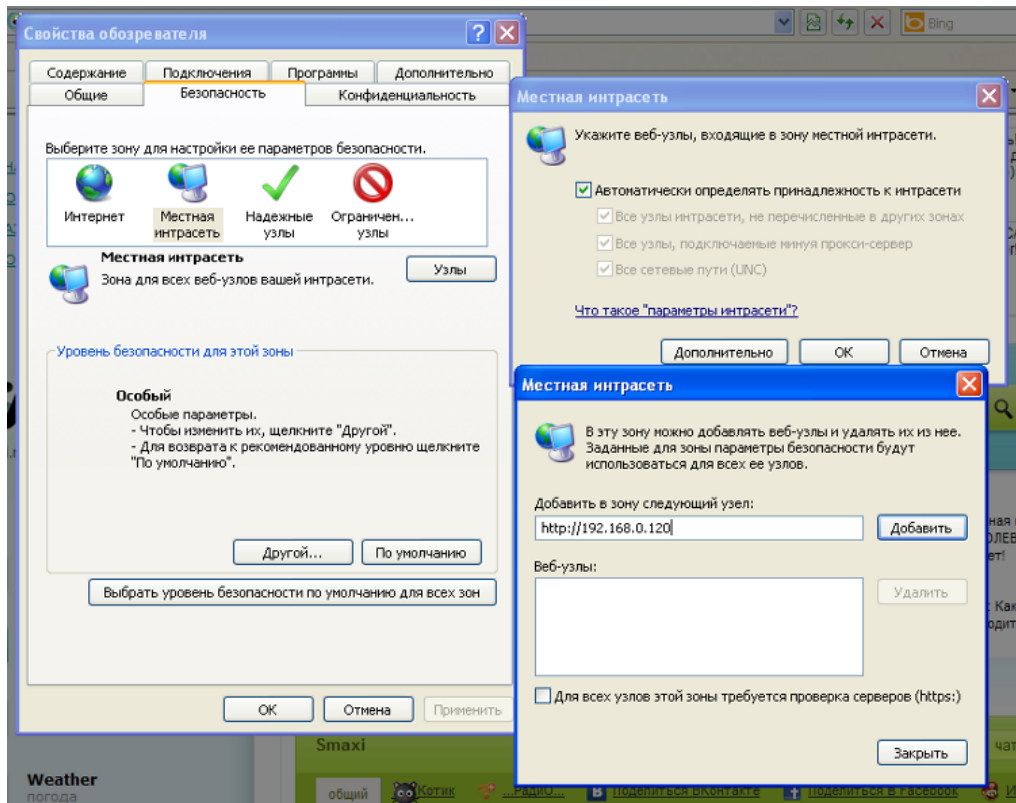 Bing
Свойства обозревателя
Содержание
Подключения
Программы
Дополнительно
Общие
Безопасность
Конфиденциальность
Выберите зону для настройки ее параметров безопасности.
Интернет
Местная интрасеть
Надежные узлы
Ограничен... узлы
Местная интрасеть
Зона для всех веб-узлов вашей интрасети.
Узлы
Уровень безопасности для этой зоны
Особый
Особые параметры.
- Чтобы изменить их, щелкните "Другой".
- Для возврата к рекомендованному уровню щелкните
"По умолчанию".
Другой...
По умолчанию
Выбрать уровень безопасности по умолчанию для всех зон
OK
Отмена
Применить
Местная интрасеть
Укажите веб-узлы, входящие в зону местной интрасети.
Автоматически определять принадлежность к интрасети
Все узлы интрасети, не перечисленные в других зонах
Все узлы, подключаемые минуя прокси-сервер
Все сетевые пути (UNC)
Что такое "параметры интрасети"?
Дополнительно
OK
Отмена
Местная интрасеть
В эту зону можно добавлять веб-узлы и удалять их из нее.
Заданные для зоны параметры безопасности будут
использоваться для всех ее узлов.
Добавить в зону следующий узел:
http://192.168.0.120
Добавить
Веб-узлы:
Удалить
Для всех узлов этой зоны требуется проверка серверов (https:)
Закрыть
Smaxi
чат
Weather
погода
общий
Котик
...РадиО...
Поделиться ВКонтакте
Поделиться в Facebook